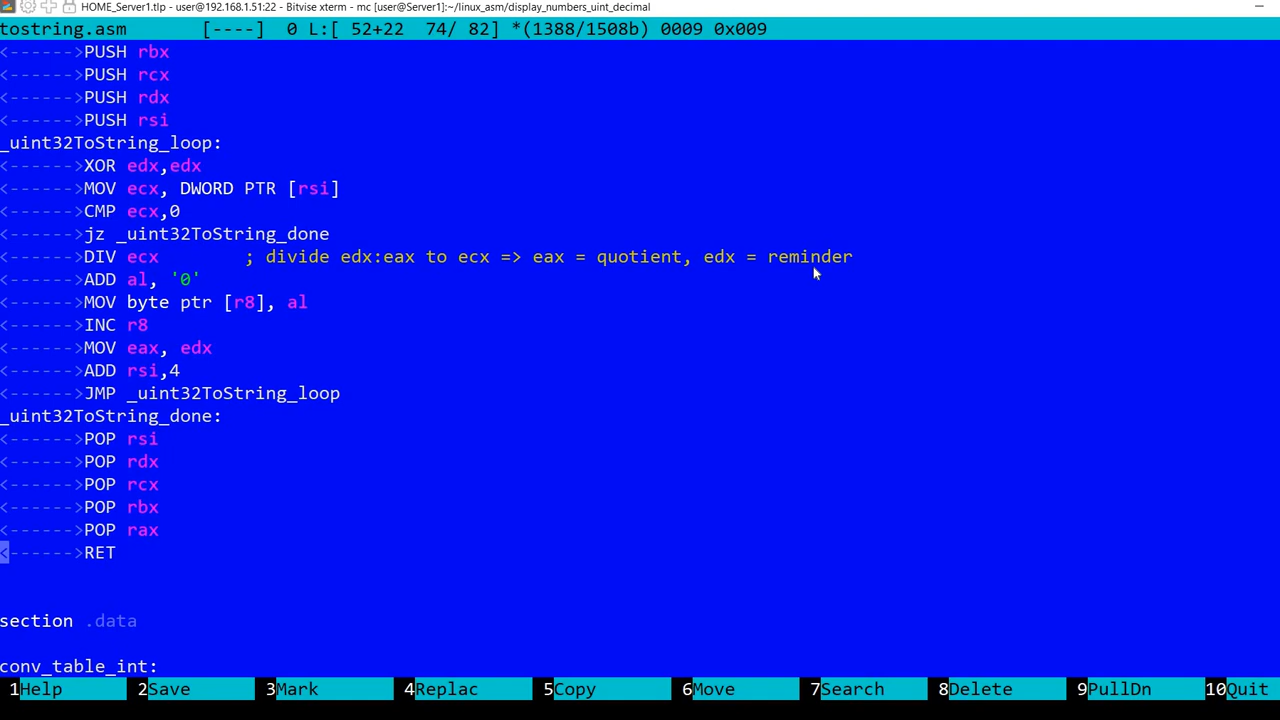 HOME_Server1.tlp - user@192.168.1.51:22 - Bitvise xterm - mc [user@Server1]:~/linux_asm/display_numbers_uint_decimal
tostring.asm [----] 0 L:[ 52+22 74/ 82] *(1388/1508b) 0009 0x009
<------>PUSH rbx
<------>PUSH rcx
<------>PUSH rdx
<------>PUSH rsi
_uint32ToString_loop:
<------>XOR edx,edx
<------>MOV ecx, DWORD PTR [rsi]
<------>CMP ecx,0
<------>jz _uint32ToString_done
<------>DIV ecx ; divide edx:eax to ecx => eax = quotient, edx = reminder
<------>ADD al, '0'
<------>MOV byte ptr [r8], al
<------>INC r8
<------>MOV eax, edx
<------>ADD rsi,4
<------>JMP _uint32ToString_loop
_uint32ToString_done:
<------>POP rsi
<------>POP rdx
<------>POP rcx
<------>POP rbx
<------>POP rax
<------>RET
section .data
conv_table_int:
1Help 2Save 3Mark 4Replac 5Copy 6Move 7Search 8Delete 9PullDn 10Quit